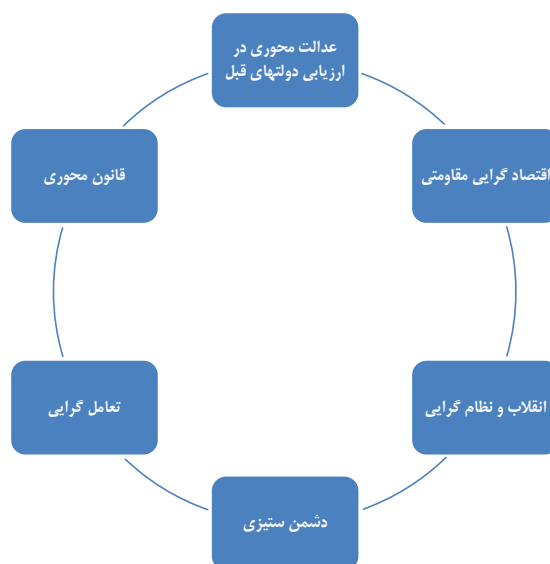 عدالت محوری در
ارزیابی دولتهای قبل
اقتصاد گرایی مقاومتی
انقلاب و نظام گرایی
دشمن ستیزی
تعامل گرایی
قانون محوری